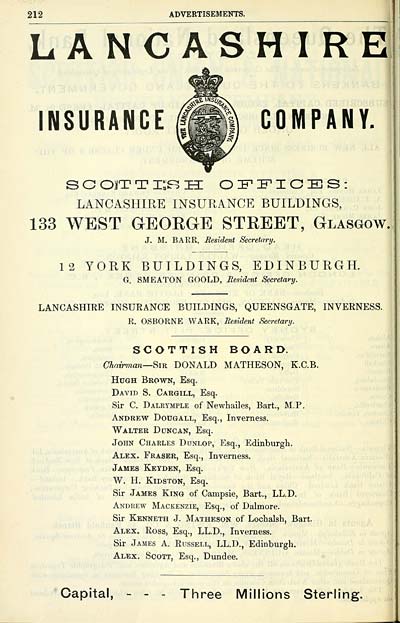 212
ADVERTISEMENTS.
LANCASHIRE
INSURANCE COMPANY.
THE LANCASHIRE INSURANCE COMPANY.
SCOTTISH OFFICES:
LANCASHIRE INSURANCE BUILDINGS,
133 WEST GEORGE STREET, GLASGOW.
J. M. BARR, Resident Secretary.
12 YORK BUILDINGS, EDINBURGH.
G. SMEATON GOOLD, Resident Secretary.
LANCASHIRE INSURANCE BUILDINGS, QUEENSGATE, INVERNESS.
R. OSBORNE WARK, Resident Secretary.
SCOTTISH BOARD.
Chairman—SIR DONALD MATHESON, K.C.B.
HUGH BROWN, Esq.
DAVID S. CARGILL, Esq.
Sir C. DALRYMPLE of Newhailes, Bart., M.P.
ANDREW DOUGALL, Esq., Inverness.
WALTER DUNCAN, Esq.
JOHN CHARLES DUNLOP, Esq., Edinburgh.
ALEX. FRASER, Esq., Inverness.
JAMES KEYDEN, Esq.
W. H. KIDSTON, Esq.
Sir JAMES KING of Campsie, Bart., LL.D.
ANDREW MACKENZIE, Esq., of Dalmore.
Sir KENNETH J. MATHESON of Lochalsh, Bart.
ALEX. ROSS, Esq., LL.D., Inverness.
Sir JAMES A. RUSSELL, LL.D., Edinburgh.
ALEX. SCOTT, Esq., Dundee.
Capital, - - - Three Millions Sterling.